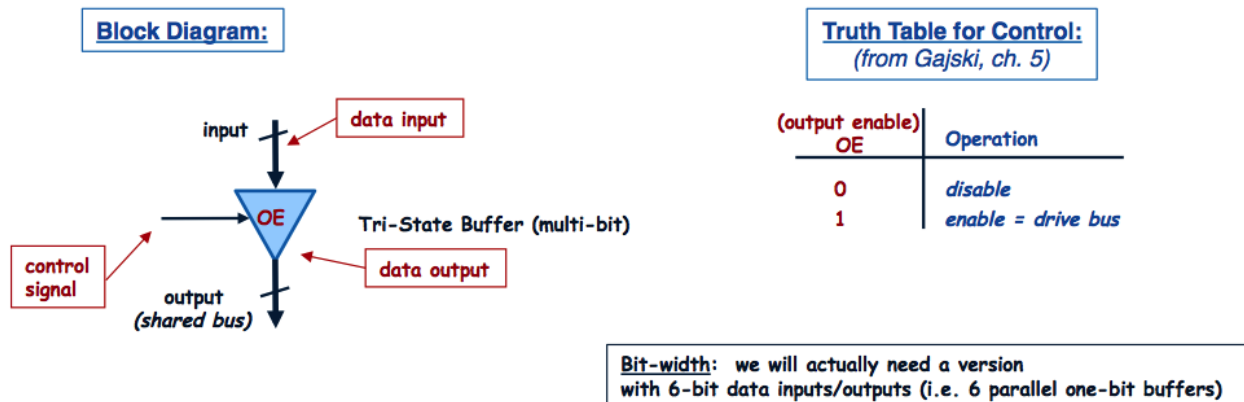 Block Diagram:
Truth Table for Control:
(from Gajski, ch. 5)
input
data input
OE
Tri-State Buffer (multi-bit)
control
signal
data output
output
(shared bus)
(output enable)
OE
Operation
0
disable
1
enable = drive bus
Bit-width: we will actually need a version
with 6-bit data inputs/outputs (i.e. 6 parallel one-bit buffers)